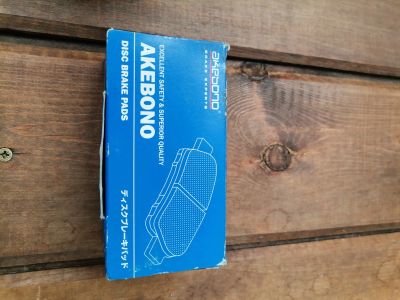 akebono
BRAKE EXPERTS
EXCELLENT SAFETY & SUPERIOR QUALITY
AKEBONO
DISC BRAKE PADS
ディスクブレーキパッド